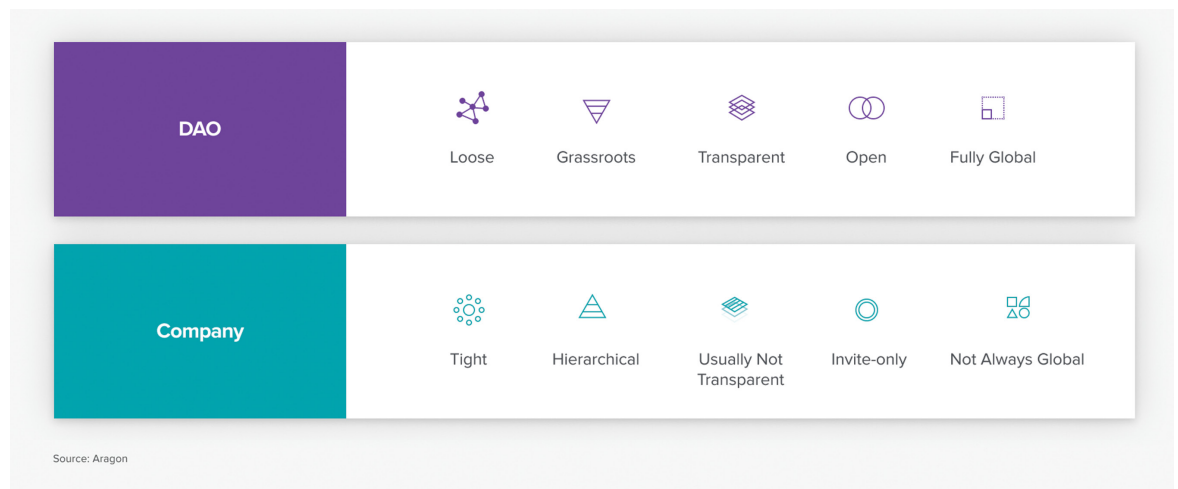 DAO
Loose
Grassroots
Transparent
Open
Fully Global
Company
Tight
Hierarchical
Usually Not
Transparent
Invite-only
Not Always Global
Source: Aragon